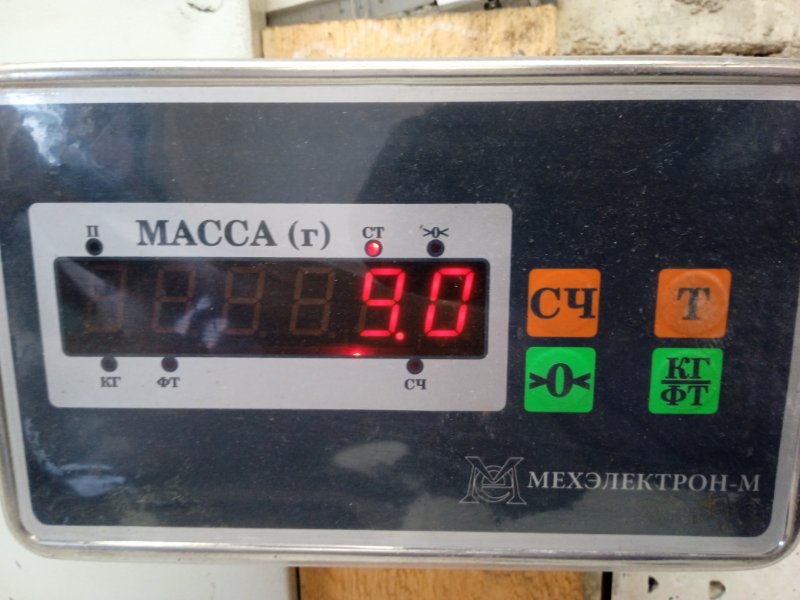 П МАССА (г) СТ >0<
9.0
КГ ФТ СЧ
СЧ Т
>0< КГ/ФТ
МЕХЭЛЕКТРОН-М